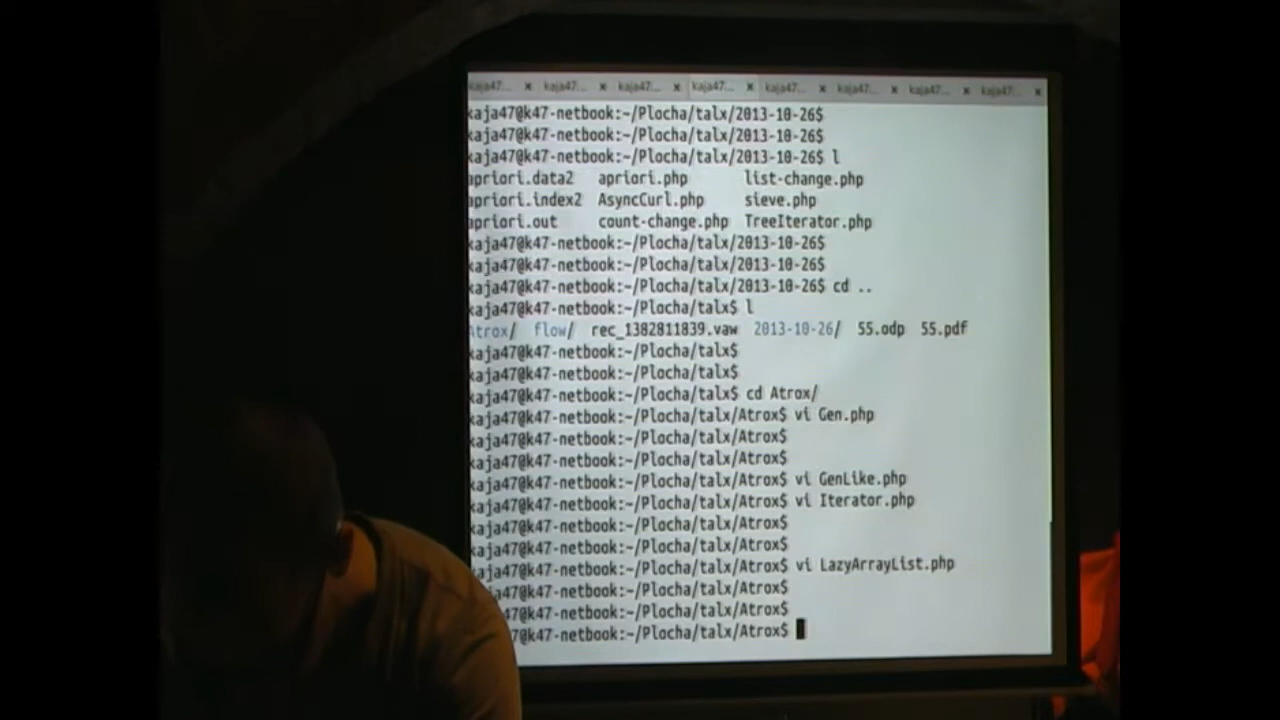 kaja47... × kaja47... × kaja47... × kaja47... × kaja47... × kaja47... × kaja47... × kaja47... ×
kaja47@k47-netbook:~/Plocha/talx/2013-10-26$
kaja47@k47-netbook:~/Plocha/talx/2013-10-26$
kaja47@k47-netbook:~/Plocha/talx/2013-10-26$ l
apriori.data2 apriori.php list-change.php
apriori.index2 AsyncCurl.php sieve.php
apriori.out count-change.php TreeIterator.php
kaja47@k47-netbook:~/Plocha/talx/2013-10-26$
kaja47@k47-netbook:~/Plocha/talx/2013-10-26$
kaja47@k47-netbook:~/Plocha/talx/2013-10-26$ cd ..
kaja47@k47-netbook:~/Plocha/talx$ l
Atrox/ flow/ rec_1382811839.vaw 2013-10-26/ 55.odp 55.pdf
kaja47@k47-netbook:~/Plocha/talx$
kaja47@k47-netbook:~/Plocha/talx$
kaja47@k47-netbook:~/Plocha/talx$ cd Atrox/
kaja47@k47-netbook:~/Plocha/talx/Atrox$ vi Gen.php
kaja47@k47-netbook:~/Plocha/talx/Atrox$
kaja47@k47-netbook:~/Plocha/talx/Atrox$
kaja47@k47-netbook:~/Plocha/talx/Atrox$ vi GenLike.php
kaja47@k47-netbook:~/Plocha/talx/Atrox$ vi Iterator.php
kaja47@k47-netbook:~/Plocha/talx/Atrox$
kaja47@k47-netbook:~/Plocha/talx/Atrox$
kaja47@k47-netbook:~/Plocha/talx/Atrox$ vi LazyArrayList.php
kaja47@k47-netbook:~/Plocha/talx/Atrox$
47@k47-netbook:~/Plocha/talx/Atrox$
7@k47-netbook:~/Plocha/talx/Atrox$